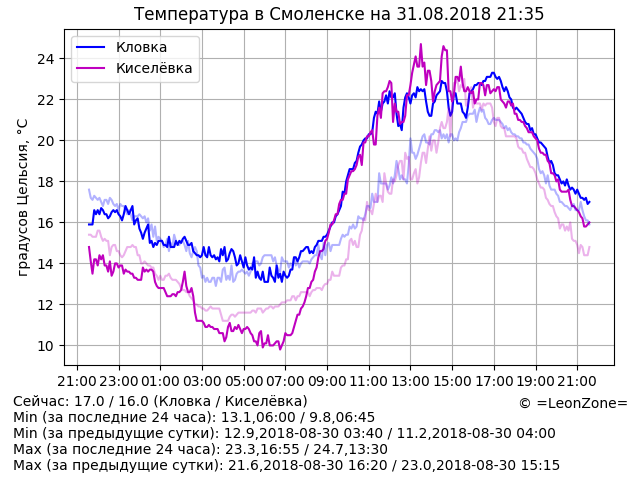 Температура в Смоленске на 31.08.2018 21:35
градусов Цельсия, °C
Кловка
Киселёвка
24
22
20
18
16
14
12
10
21:00 23:00 01:00 03:00 05:00 07:00 09:00 11:00 13:00 15:00 17:00 19:00 21:00
Сейчас: 17.0 / 16.0 (Кловка / Киселёвка)
© =LeonZone=
Min (за последние 24 часа): 13.1,06:00 / 9.8,06:45
Min (за предыдущие сутки): 12.9,2018-08-30 03:40 / 11.2,2018-08-30 04:00
Max (за последние 24 часа): 23.3,16:55 / 24.7,13:30
Max (за предыдущие сутки): 21.6,2018-08-30 16:20 / 23.0,2018-08-30 15:15